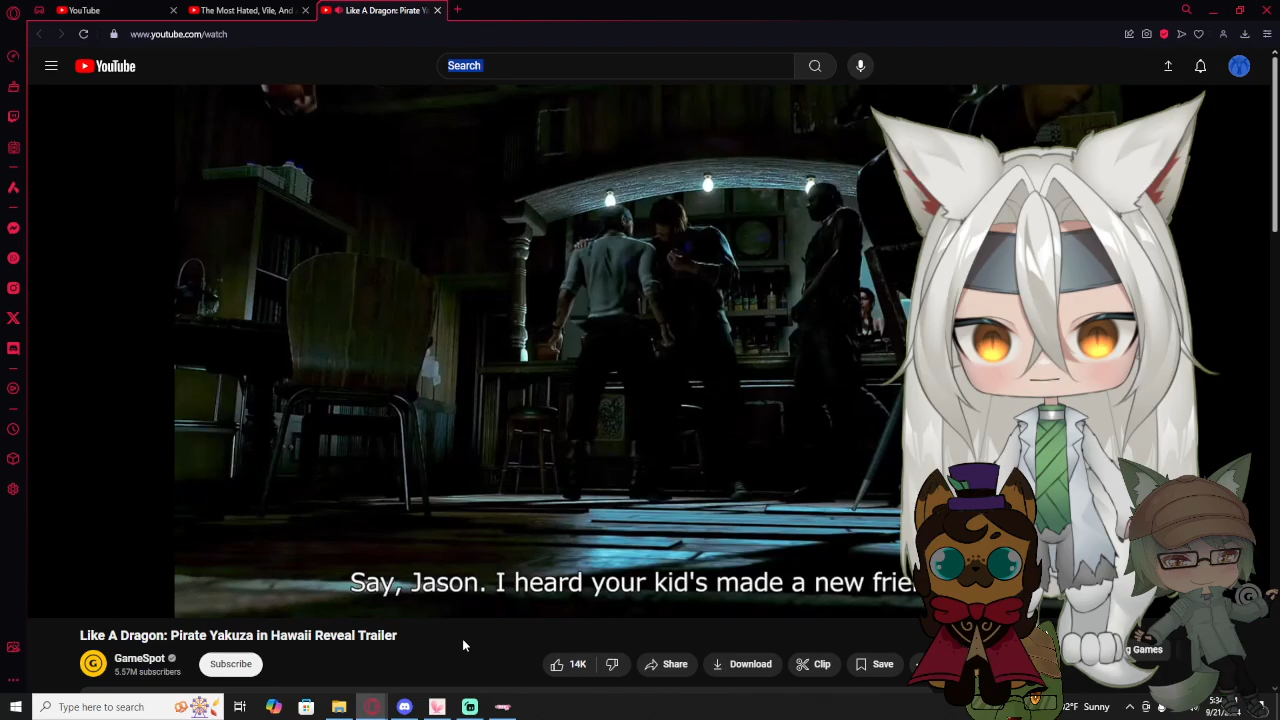 YouTube
The Most Hated, Vile, And
Like A Dragon: Pirate Y
www.youtube.com/watch
YouTube
Search
Say, Jason. I heard your kid's made a new frie
Like A Dragon: Pirate Yakuza in Hawaii Reveal Trailer
GameSpot
5.57M subscribers
Subscribe
14K
Share
Download
Clip
Save
g Games
Type here to search
2°F Sunny